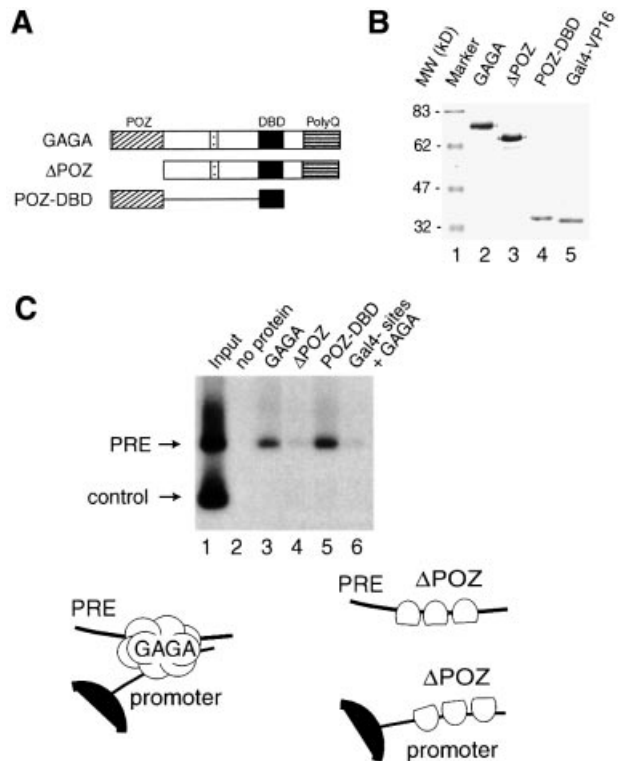 A
POZ DBD PolyQ
GAGA
ΔPOZ
POZ-DBD
B
MW (kD)
Marker
GAGA
ΔPOZ
POZ-DBD
Gal4-VP16
83 -
62 -
47 -
32 -
1 2 3 4 5
C
Input
no protein
GAGA
ΔPOZ
POZ-DBD
Gal4- sites
+ GAGA
PRE →
control →
1 2 3 4 5 6
PRE
GAGA
promoter
PRE
ΔPOZ
ΔPOZ
promoter